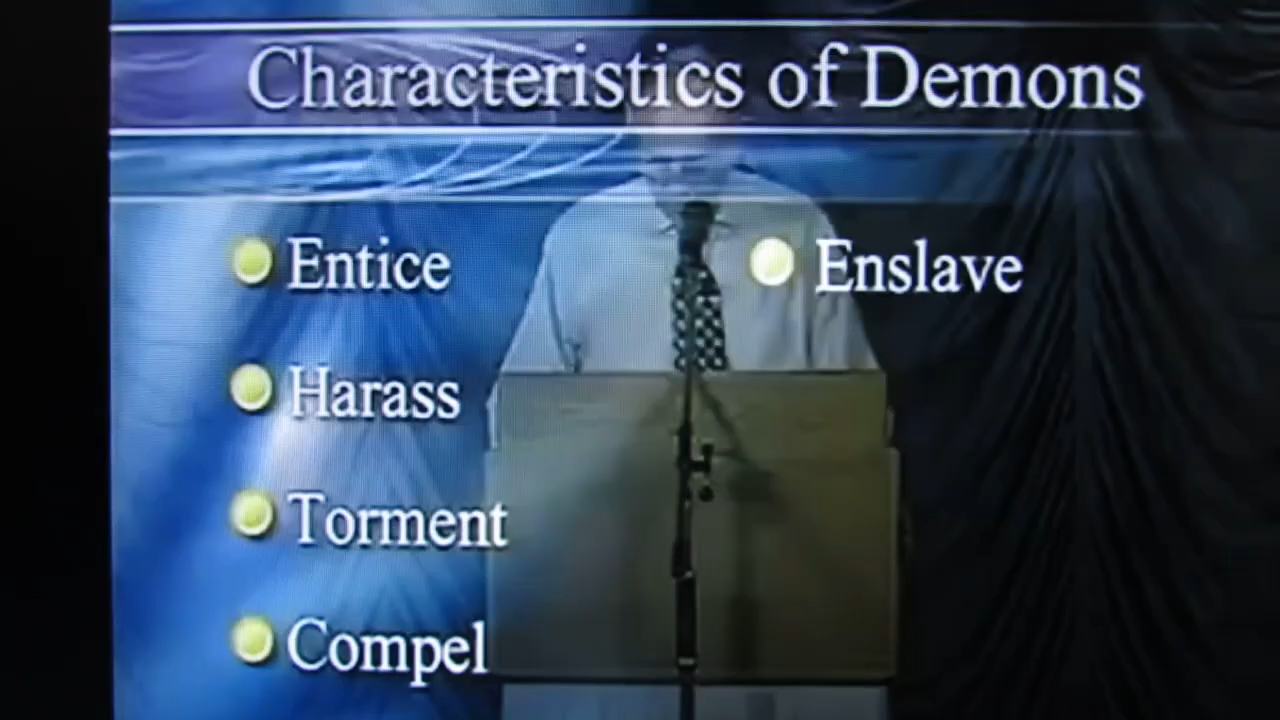 Characteristics of Demons
Entice
Harass
Torment
Compel
Enslave